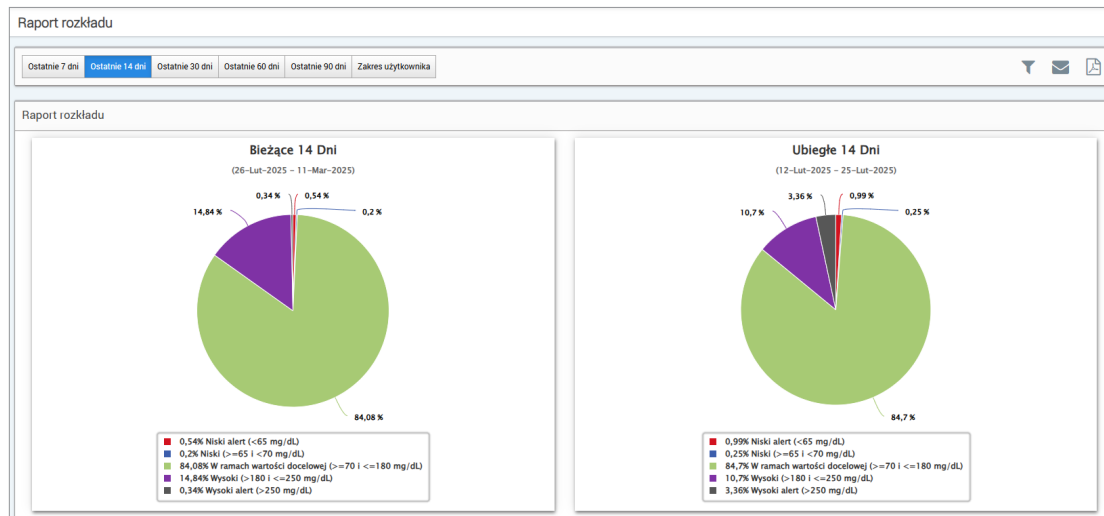 Raport rozkładu
Ostatnie 7 dni Ostatnie 14 dni Ostatnie 30 dni Ostatnie 60 dni Ostatnie 90 dni Zakres użytkownika
Raport rozkładu
Bieżące 14 Dni
(26-Lut-2025 - 11-Mar-2025)
0,34 % 0,54 %
14,84 % 0,2 %
84,08 %
0,54% Niski alert (<65 mg/dL)
0,2% Niski (>=65 i <70 mg/dL)
84,08% W ramach wartości docelowej (>=70 i <=180 mg/dL)
14,84% Wysoki (>180 i <=250 mg/dL)
0,34% Wysoki alert (>250 mg/dL)
Ubiegłe 14 Dni
(12-Lut-2025 - 25-Lut-2025)
3,36 % 0,99 %
10,7 % 0,25 %
84,7 %
0,99% Niski alert (<65 mg/dL)
0,25% Niski (>=65 i <70 mg/dL)
84,7% W ramach wartości docelowej (>=70 i <=180 mg/dL)
10,7% Wysoki (>180 i <=250 mg/dL)
3,36% Wysoki alert (>250 mg/dL)